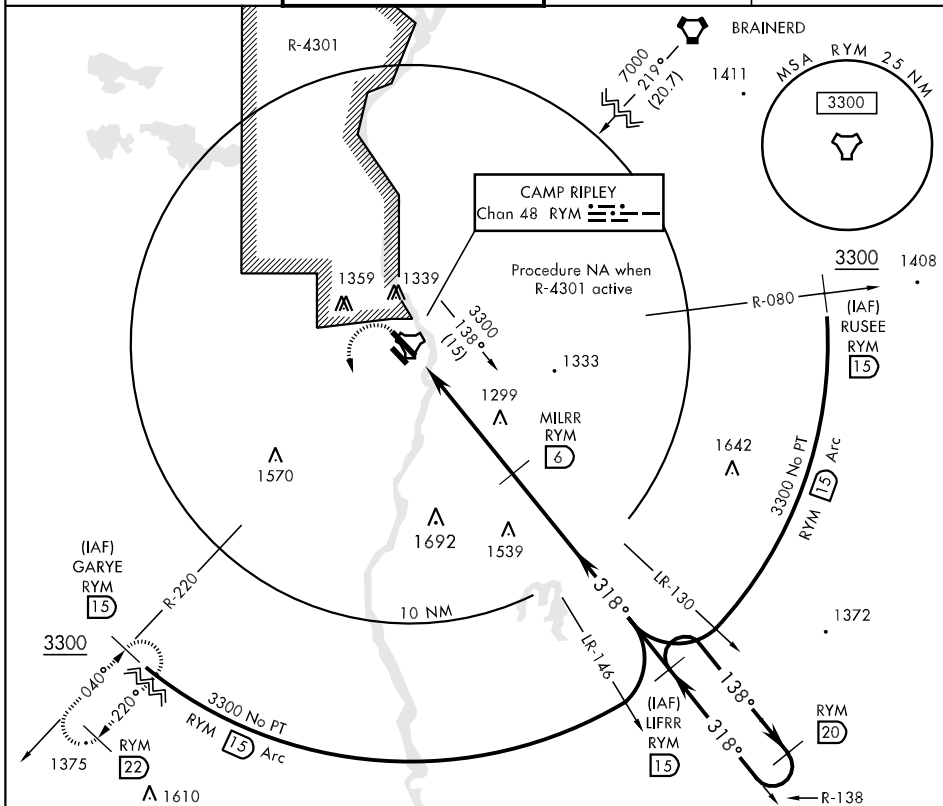 R-4301
BRAINERD
7000
219°
(20.7)
1411
MSA RYM 25 NM
3300
CAMP RIPLEY
Chan 48 RYM
Procedure NA when
R-4301 active
1359
1339
3300
138°
(15)
3300
1408
R-080
(IAF)
RUSEE
RYM
15
1333
1299
MILRR
RYM
6
1642
3300 No PT
RYM 15 Arc
1570
1692
1539
(IAF)
GARYE
RYM
15
R-220
10 NM
318°
LR-130
LR-146
1372
3300
040°
220°
3300 No PT
RYM 15 Arc
(IAF)
LIFRR
RYM
15
138°
318°
RYM
20
1375
RYM
22
1610
R-138